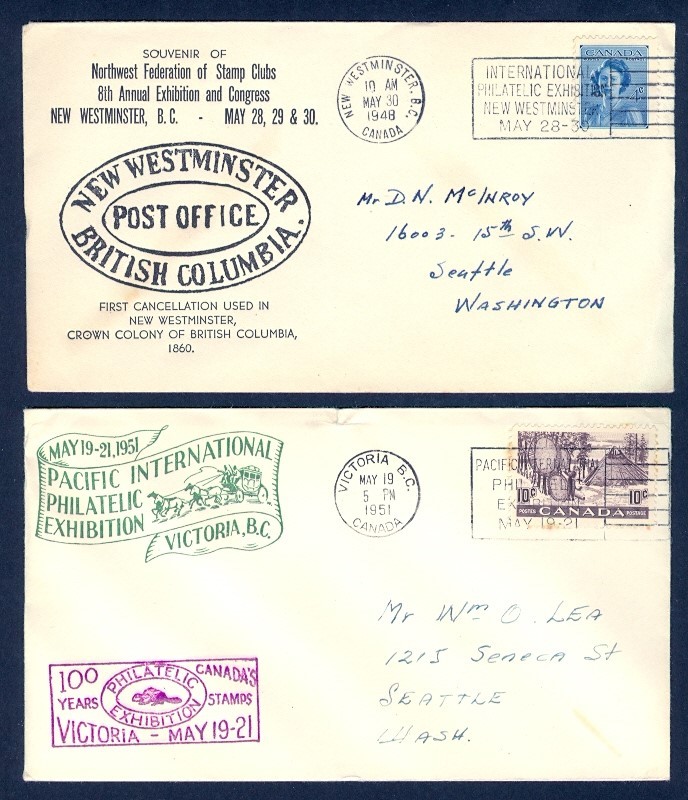 SOUVENIR OF
Northwest Federation of Stamp Clubs
8th Annual Exhibition and Congress
NEW WESTMINSTER, B.C. - MAY 28, 29 & 30.
NEW WESTMINSTER
POST OFFICE
BRITISH COLUMBIA.
FIRST CANCELLATION USED IN
NEW WESTMINSTER,
CROWN COLONY OF BRITISH COLUMBIA,
1860.
NEW WESTMINSTER, B.C.
10 AM
MAY 30
1948
CANADA
INTERNATIONAL
PHILATELIC EXHIBITION
NEW WESTMINSTER
MAY 28-30
CANADA
Mr D. N. McInroy
16003 - 15th S.W.
Seattle
WASHINGTON
MAY 19-21, 1951
PACIFIC INTERNATIONAL
PHILATELIC
EXHIBITION
VICTORIA, B.C.
VICTORIA B.C.
MAY 19
5 PM
1951
CANADA
PACIFIC INTERNATIONAL
MAY 19-21
10c 10c
POSTES CANADA POSTAGE
Mr Wm O. LEA
1215 Seneca St
SEATTLE
WASH.
100 PHILATELIC CANADA'S
YEARS EXHIBITION STAMPS
VICTORIA - MAY 19-21